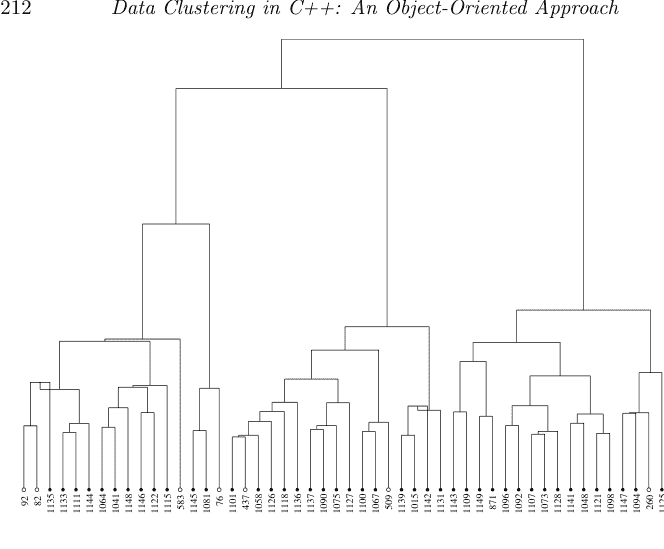 212 Data Clustering in C++: An Object-Oriented Approach
92 82 1135 1133 1111 1144 1064 1041 1148 1146 1122 1115 583 1145 1081 76 1101 437 1058 1126 1118 1136 1137 1090 1075 1127 1100 1067 509 1139 1015 1142 1131 1143 1109 1149 871 1096 1092 1107 1073 1128 1141 1048 1121 1098 1147 1094 260 1125